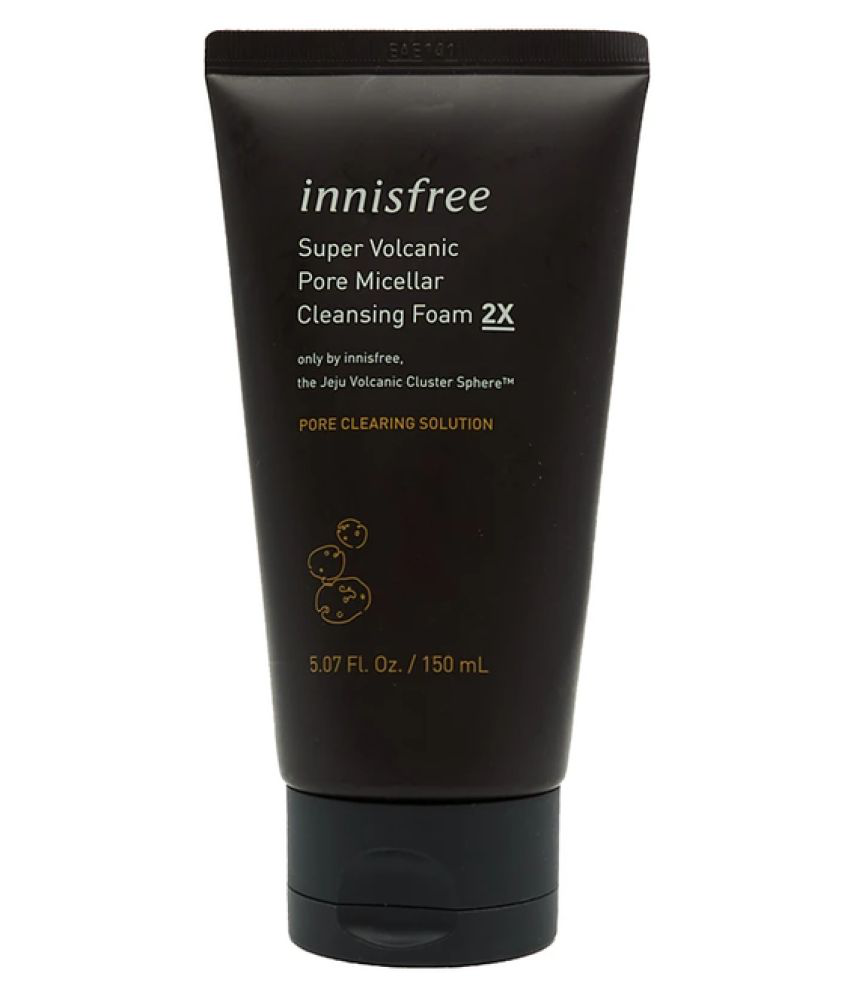 innisfree
Super Volcanic
Pore Micellar
Cleansing Foam 2X
only by innisfree,
the Jeju Volcanic Cluster Sphere™
PORE CLEARING SOLUTION
5.07 Fl. Oz. / 150 mL